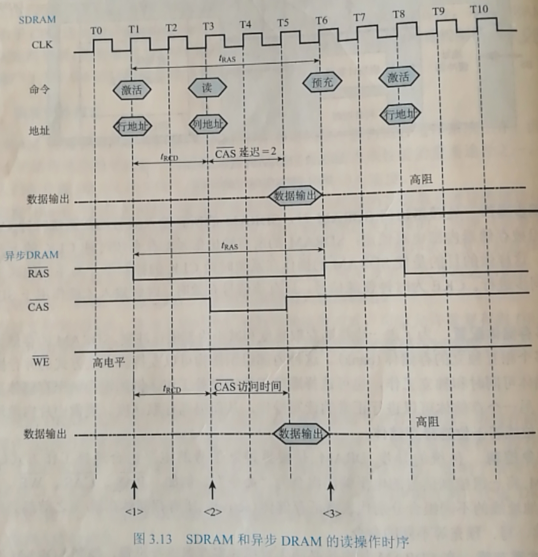 SDRAM
T0 T1 T2 T3 T4 T5 T6 T7 T8 T9 T10
CLK
tRAS
命令 激活 读 预充 激活
地址 行地址 列地址 行地址
tRCD CAS 延迟=2
数据输出 数据输出 高阻
异步DRAM
tRAS
RAS
CAS
WE 高电平
tRCD CAS 访问时间
高阻
数据输出 数据输出
<1> <2> <3>
图 3.13 SDRAM 和异步 DRAM 的读操作时序